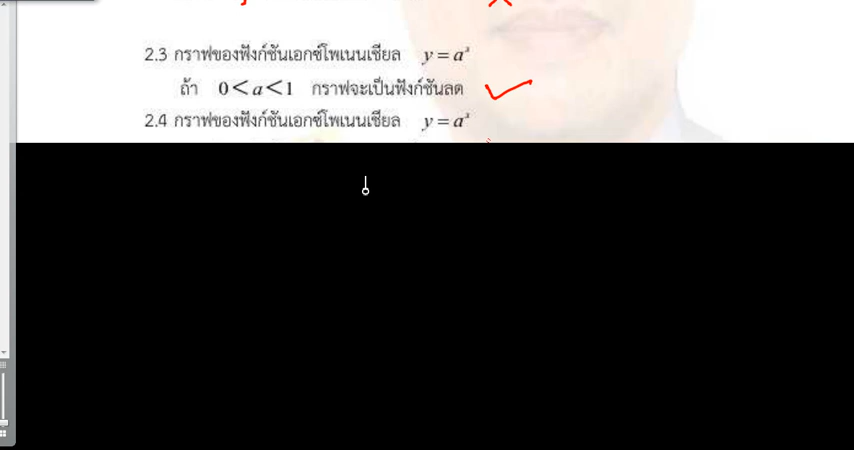 2.3 กราฟของฟังก์ชันเอกซ์โพเนนเชียล y = aˣ
ถ้า 0 < a < 1 กราฟจะเป็นฟังก์ชันลด
2.4 กราฟของฟังก์ชันเอกซ์โพเนนเชียล y = aˣ